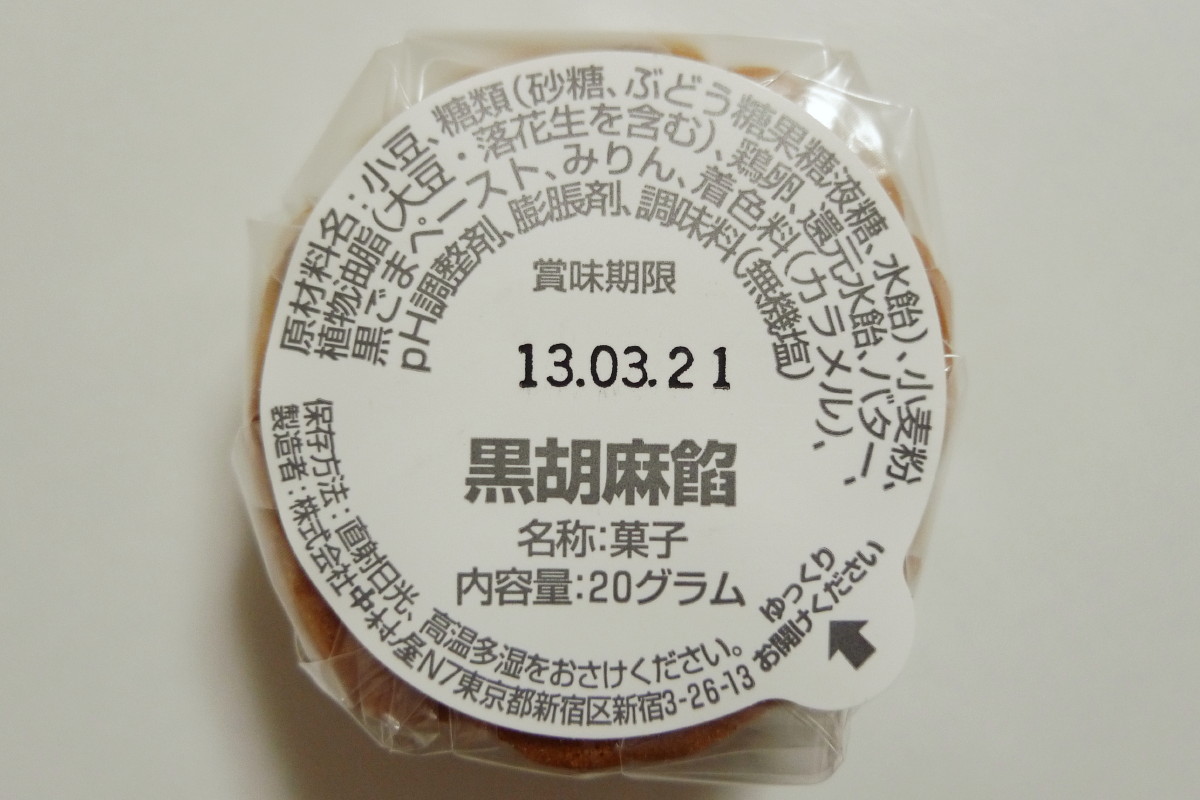 原材料名：小豆、糖類（砂糖、ぶどう糖果糖液糖、水飴）、小麦粉、
植物油脂（大豆・落花生を含む）、鶏卵、還元水飴、バター、
黒ごまペースト、みりん、着色料（カラメル）、
pH調整剤、膨脹剤、調味料（無機塩）
賞味期限
13.03.21
黒胡麻餡
名称：菓子
内容量：20グラム
保存方法：直射日光、高温多湿をおさけください。
製造者：株式会社中村屋N7東京都新宿区新宿3-26-13
ゆっくり
お開けください